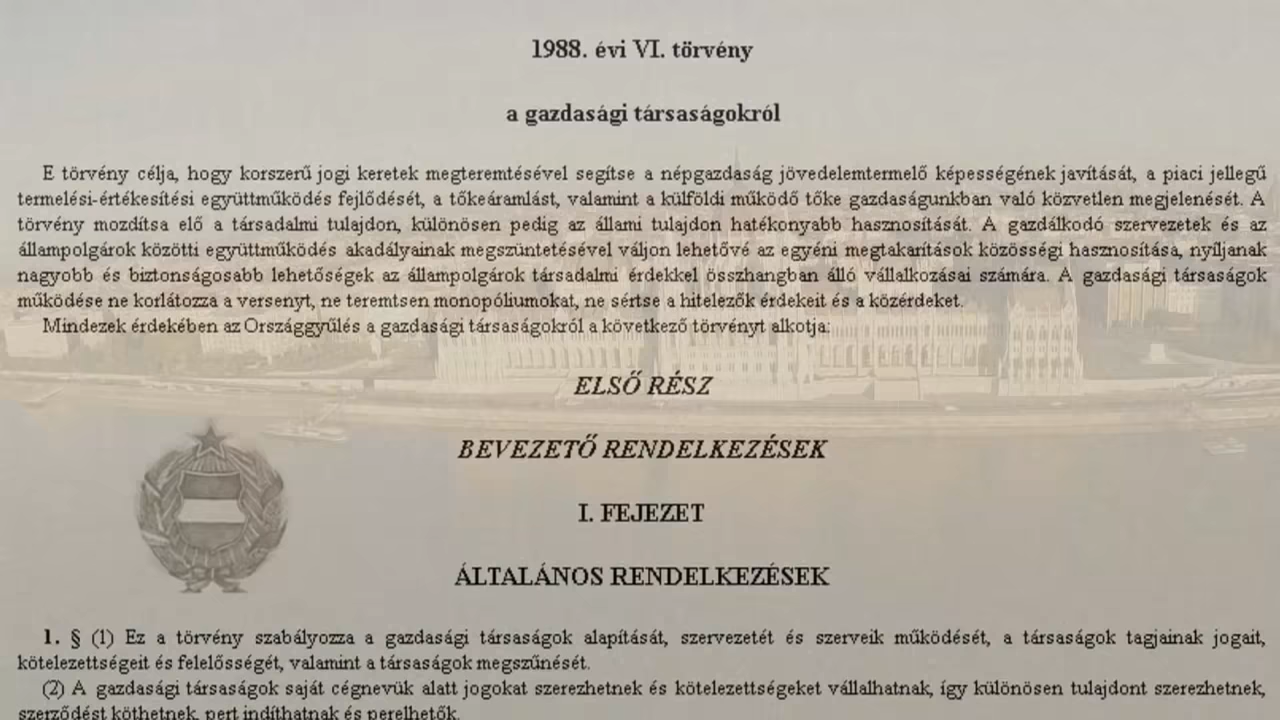 1988. évi VI. törvény
a gazdasági társaságokról
E törvény célja, hogy korszerű jogi keretek megteremtésével segítse a népgazdaság jövedelemtermelő képességének javítását, a piaci jellegű
termelési-értékesítési együttműködés fejlődését, a tőkeáramlást, valamint a külföldi működő tőke gazdaságunkban való közvetlen megjelenését. A
törvény mozdítsa elő a társadalmi tulajdon, különösen pedig az állami tulajdon hatékonyabb hasznosítását. A gazdálkodó szervezetek és az
állampolgárok közötti együttműködés akadályainak megszüntetésével váljon lehetővé az egyéni megtakarítások közösségi hasznosítása, nyíljanak
nagyobb és biztonságosabb lehetőségek az állampolgárok társadalmi érdekkel összhangban álló vállalkozásai számára. A gazdasági társaságok
működése ne korlátozza a versenyt, ne teremtsen monopóliumokat, ne sértse a hitelezők érdekeit és a közérdeket.
Mindezek érdekében az Országgyűlés a gazdasági társaságokról a következő törvényt alkotja:
ELSŐ RÉSZ
BEVEZETŐ RENDELKEZÉSEK
I. FEJEZET
ÁLTALÁNOS RENDELKEZÉSEK
1. § (1) Ez a törvény szabályozza a gazdasági társaságok alapítását, szervezetét és szerveik működését, a társaságok tagjainak jogait,
kötelezettségeit és felelősségét, valamint a társaságok megszűnését.
(2) A gazdasági társaságok saját cégnevük alatt jogokat szerezhetnek és kötelezettségeket vállalhatnak, így különösen tulajdont szerezhetnek,
szerződést köthetnek, pert indíthatnak és perelhetők.